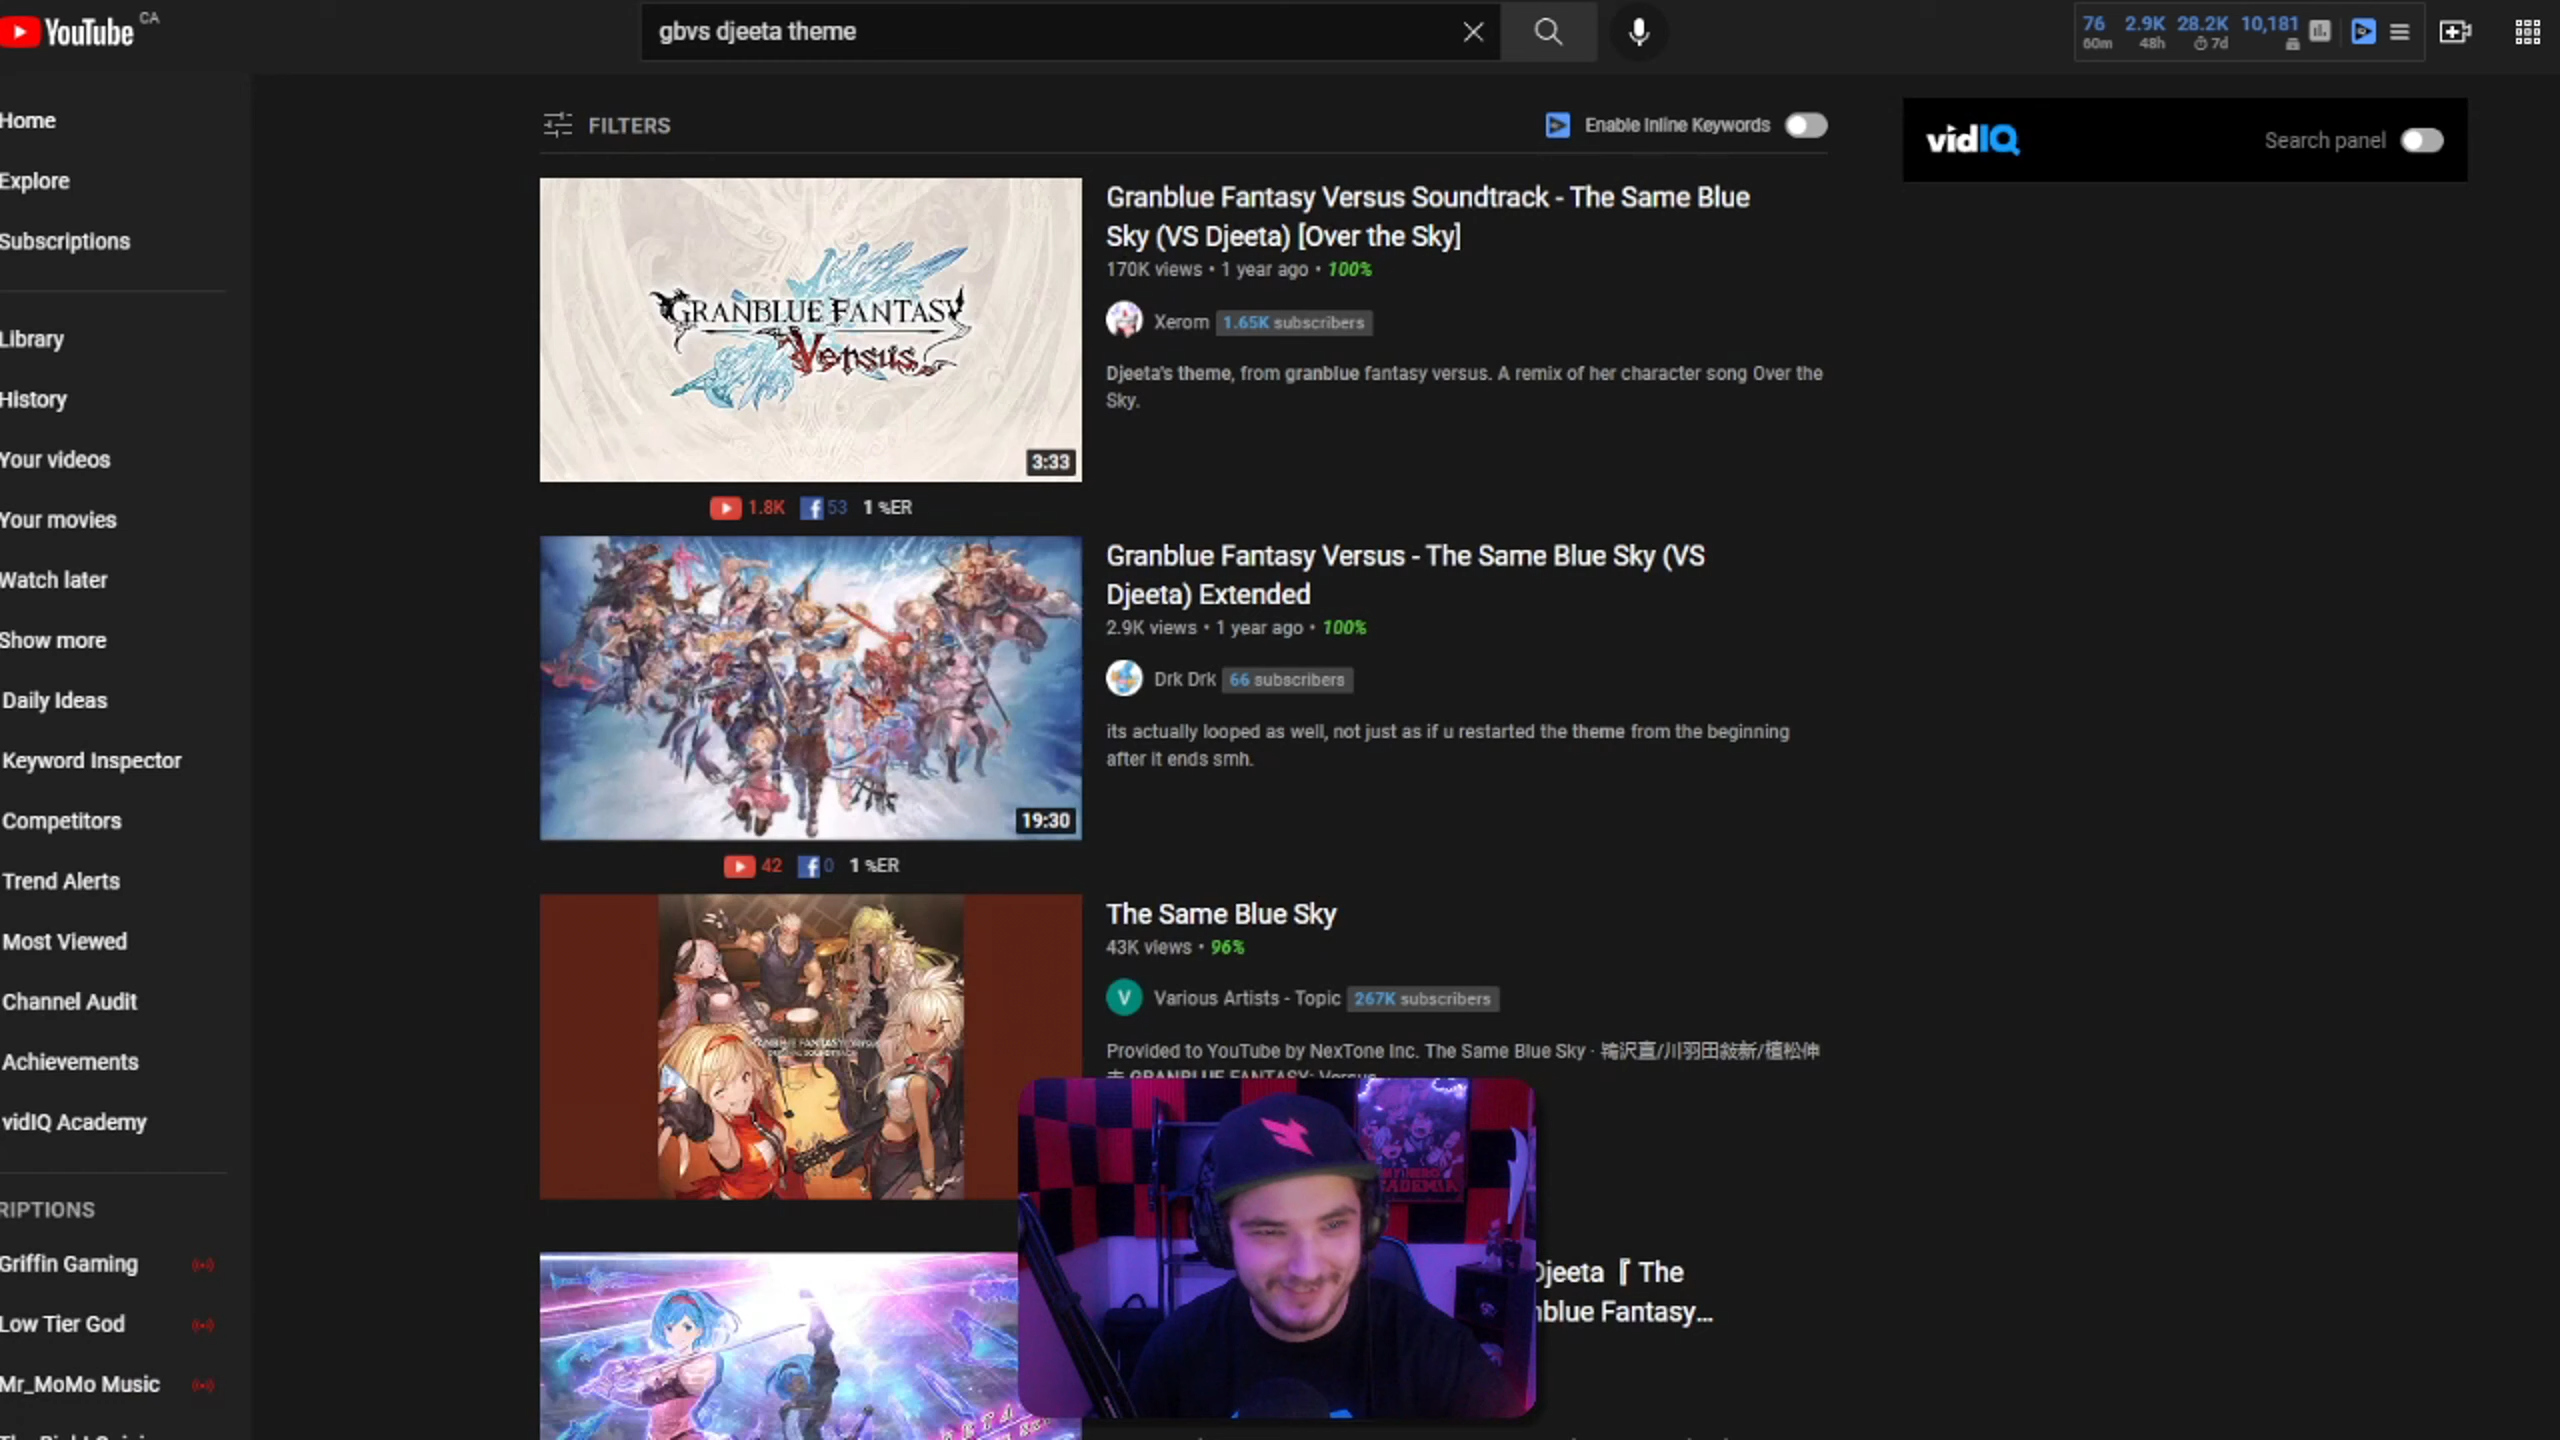 YouTube CA
gbvs djeeta theme
76 2.9K 28.2K 10,181
60m 48h 7d
Home
Explore
Subscriptions
Library
History
Your videos
Your movies
Watch later
Show more
Daily Ideas
Keyword Inspector
Competitors
Trend Alerts
Most Viewed
Channel Audit
Achievements
vidIQ Academy
RIPTIONS
Griffin Gaming
Low Tier God
Mr_MoMo Music
FILTERS
Enable Inline Keywords
vidIQ
Search panel
GRANBLUE FANTASY
Versus
3:33
1.8K 53 1 %ER
Granblue Fantasy Versus Soundtrack - The Same Blue
Sky (VS Djeeta) [Over the Sky]
170K views • 1 year ago • 100%
Xerom 1.65K subscribers
Djeeta's theme, from granblue fantasy versus. A remix of her character song Over the
Sky.
19:30
42 0 1 %ER
Granblue Fantasy Versus - The Same Blue Sky (VS
Djeeta) Extended
2.9K views • 1 year ago • 100%
Drk Drk 66 subscribers
its actually looped as well, not just as if u restarted the theme from the beginning
after it ends smh.
The Same Blue Sky
43K views • 96%
V Various Artists - Topic 267K subscribers
Provided to YouTube by NexTone Inc. The Same Blue Sky ·
GRANBLUE FANTASY: Versus
MY HERO
ACADEMIA
Djeeta『 The
nblue Fantasy...